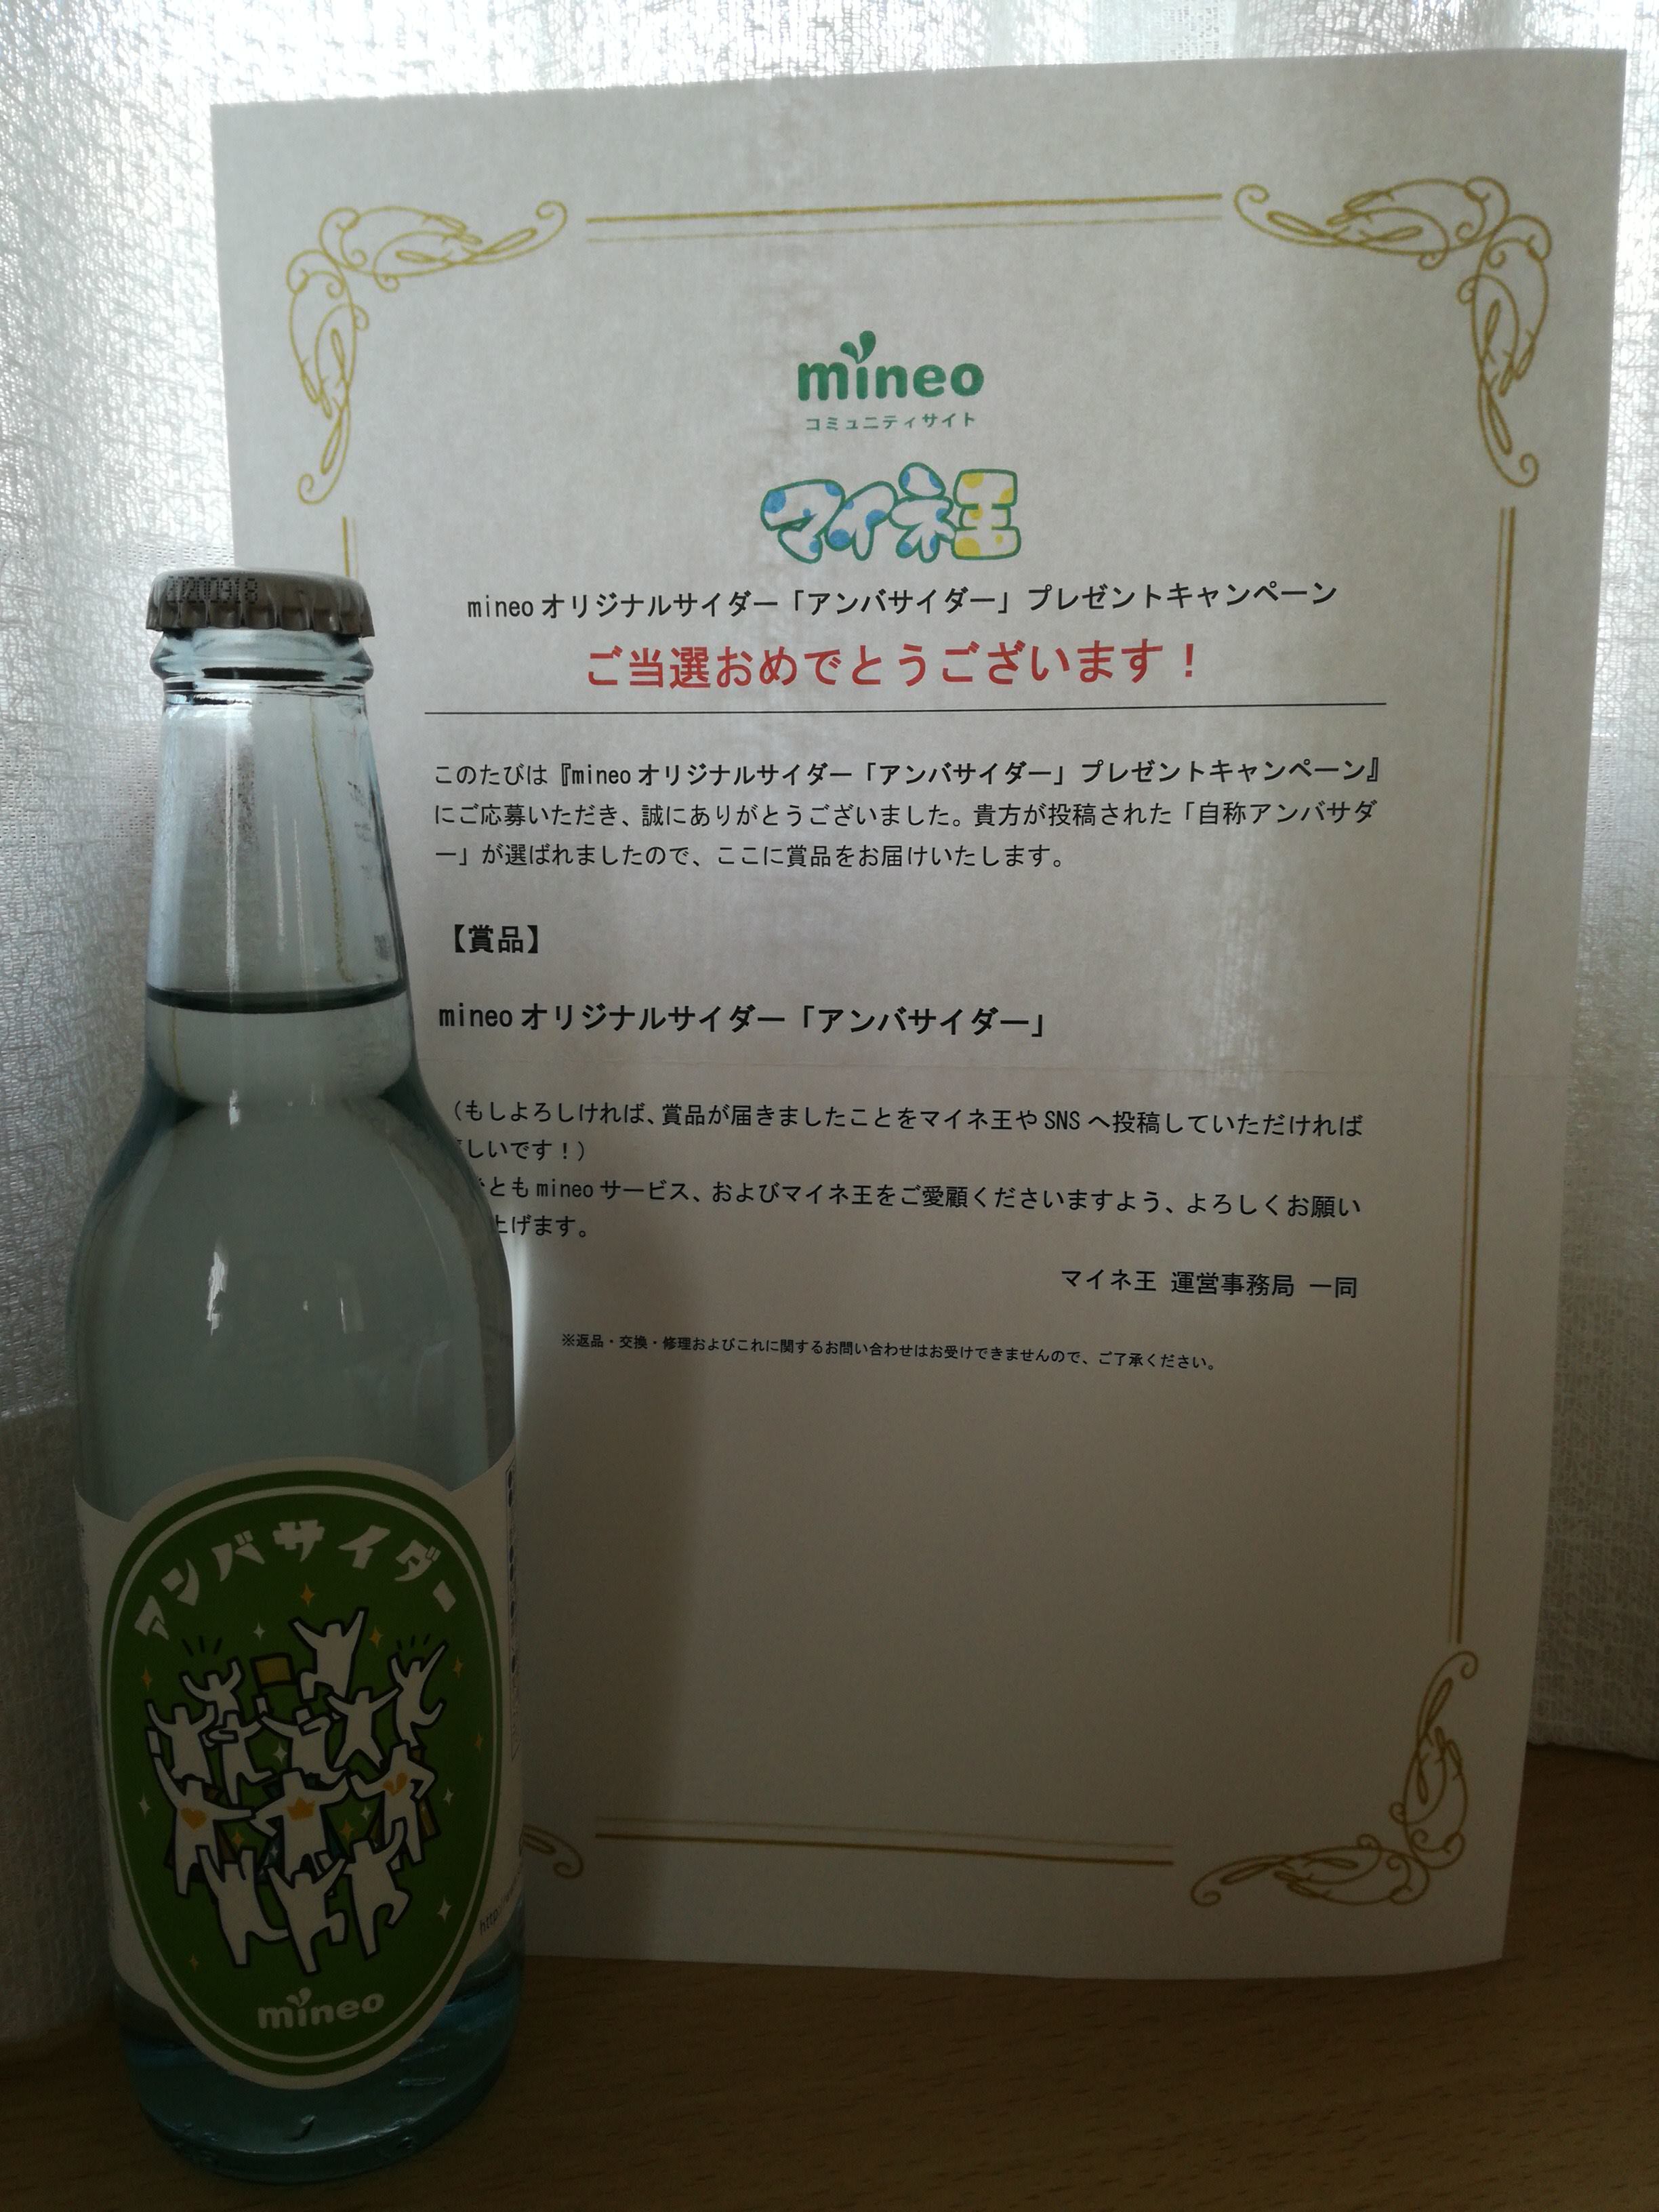 mineo
コミュニティサイト
マイネ王
mineoオリジナルサイダー「アンバサイダー」プレゼントキャンペーン
ご当選おめでとうございます！
このたびは『mineoオリジナルサイダー「アンバサイダー」プレゼントキャンペーン』
にご応募いただき、誠にありがとうございました。貴方が投稿された「自称アンバサダ
ー」が選ばれましたので、ここに賞品をお届けいたします。
【賞品】
mineoオリジナルサイダー「アンバサイダー」
（もしよろしければ、賞品が届きましたことをマイネ王やSNSへ投稿していただければ
しいです！）
ともmineoサービス、およびマイネ王をご愛顧くださいますよう、よろしくお願い
上げます。
マイネ王 運営事務局 一同
※返品・交換・修理およびこれに関するお問い合わせはお受けできませんので、ご了承ください。
アンバサイダー
mineo